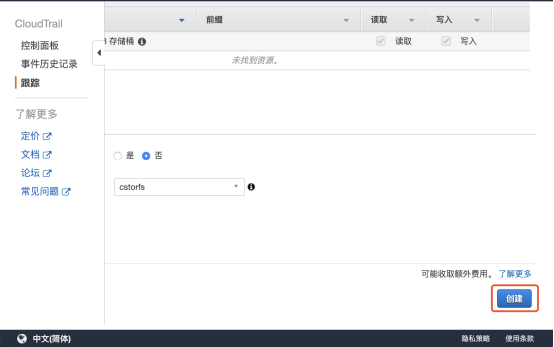 CloudTrail
控制面板
事件历史记录
跟踪
了解更多
定价
文档
论坛
常见问题
前缀
读取
写入
3 存储桶
读取
写入
未找到资源。
是
否
cstorfs
可能收取额外费用。 了解更多
创建
中文(简体)
隐私策略
使用条款